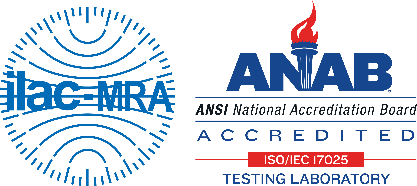 ilac-MRA
ANAB
ANSI National Accreditation Board
ACCREDITED
ISO/IEC 17025
TESTING LABORATORY